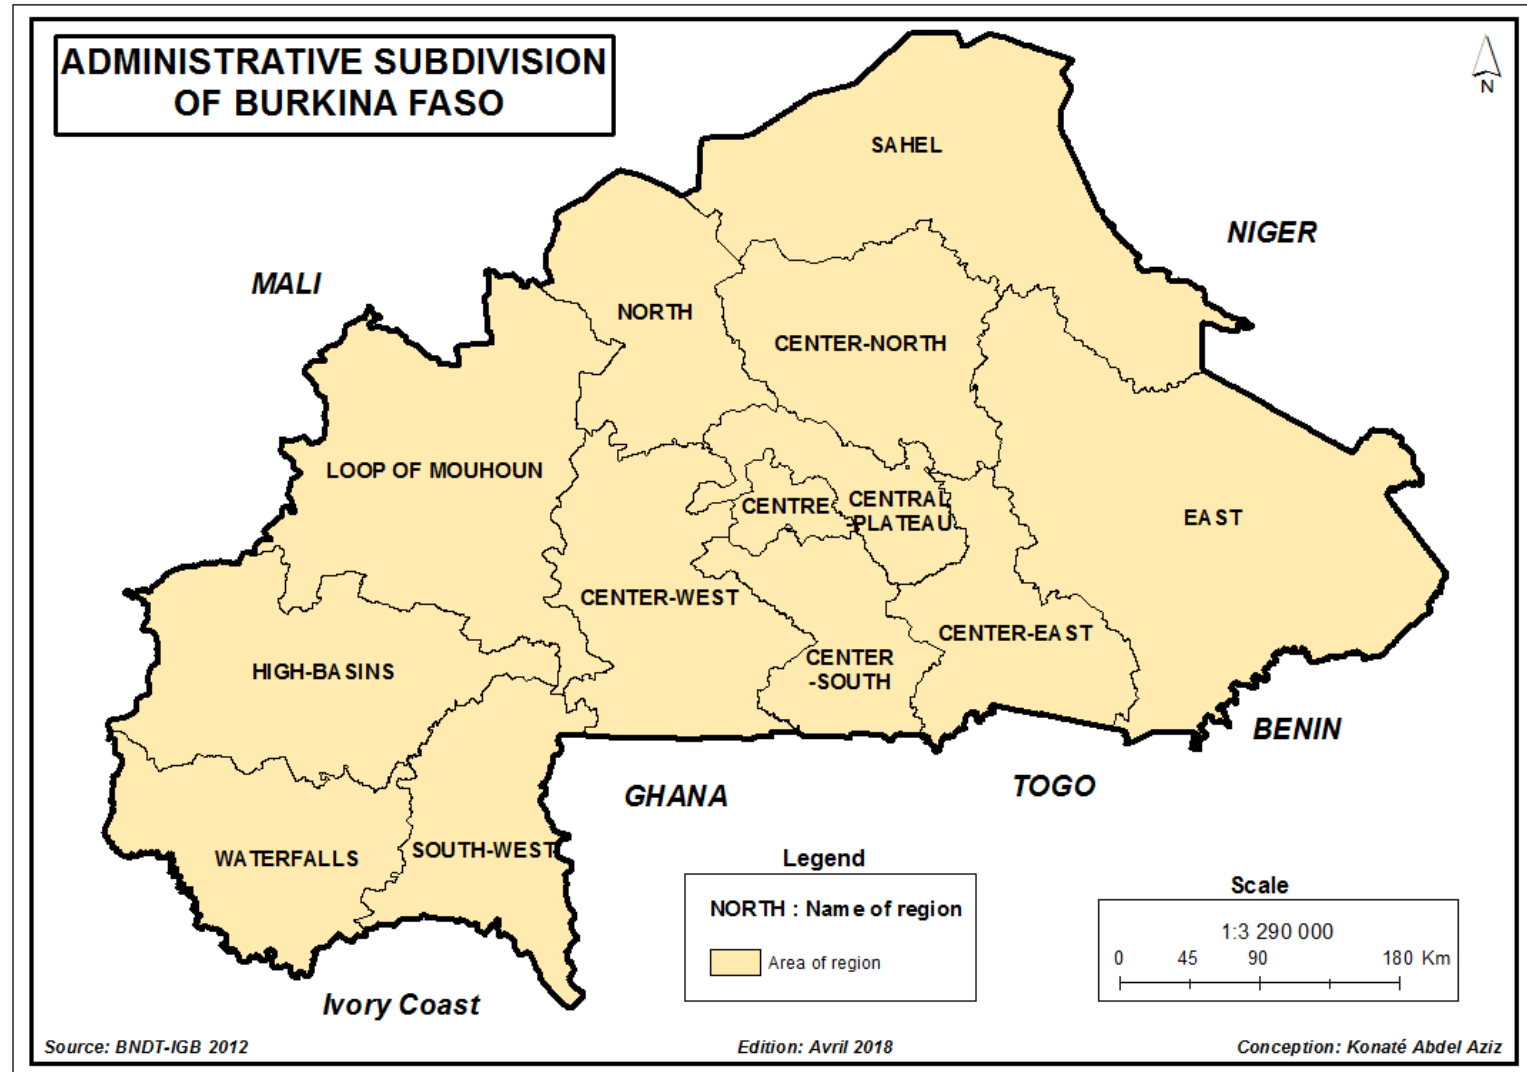 ADMINISTRATIVE SUBDIVISION
OF BURKINA FASO
N
SAHEL
NIGER
MALI
NORTH
CENTER-NORTH
LOOP OF MOUHOUN
CENTRE
CENTRAL
-PLATEAU
EAST
CENTER-WEST
CENTER-EAST
HIGH-BASINS
CENTER
-SOUTH
BENIN
GHANA
TOGO
WATERFALLS
SOUTH-WEST
Legend
NORTH : Name of region
Area of region
Scale
1:3 290 000
0 45 90 180 Km
Ivory Coast
Source: BNDT-IGB 2012
Edition: Avril 2018
Conception: Konaté Abdel Aziz